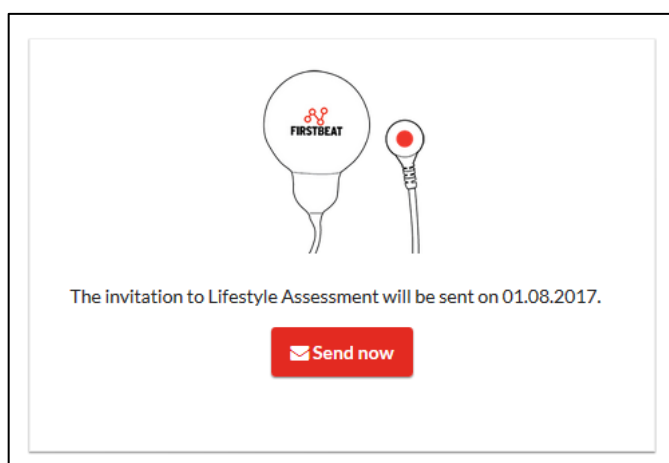 FIRSTBEAT
The invitation to Lifestyle Assessment will be sent on 01.08.2017.
Send now